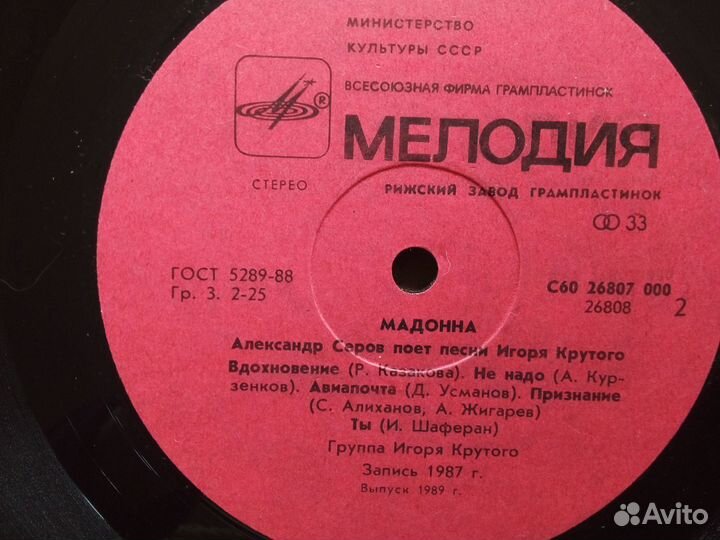 МИНИСТЕРСТВО
КУЛЬТУРЫ СССР
ВСЕСОЮЗНАЯ ФИРМА ГРАМПЛАСТИНОК
®
МЕЛОДИЯ
СТЕРЕО
РИЖСКИЙ ЗАВОД ГРАМПЛАСТИНОК
33
ГОСТ 5289-88
Гр. 3. 2-25
С60 26807 000
26808
2
МАДОННА
Александр Серов поет песни Игоря Крутого
Вдохновение (Р. Казакова). Не надо (А. Кур-
зенков). Авиапочта (Д. Усманов). Признание
(С. Алиханов, А. Жигарев)
Ты (И. Шаферан)
Группа Игоря Крутого
Запись 1987 г.
Выпуск 1989 г.
Avito